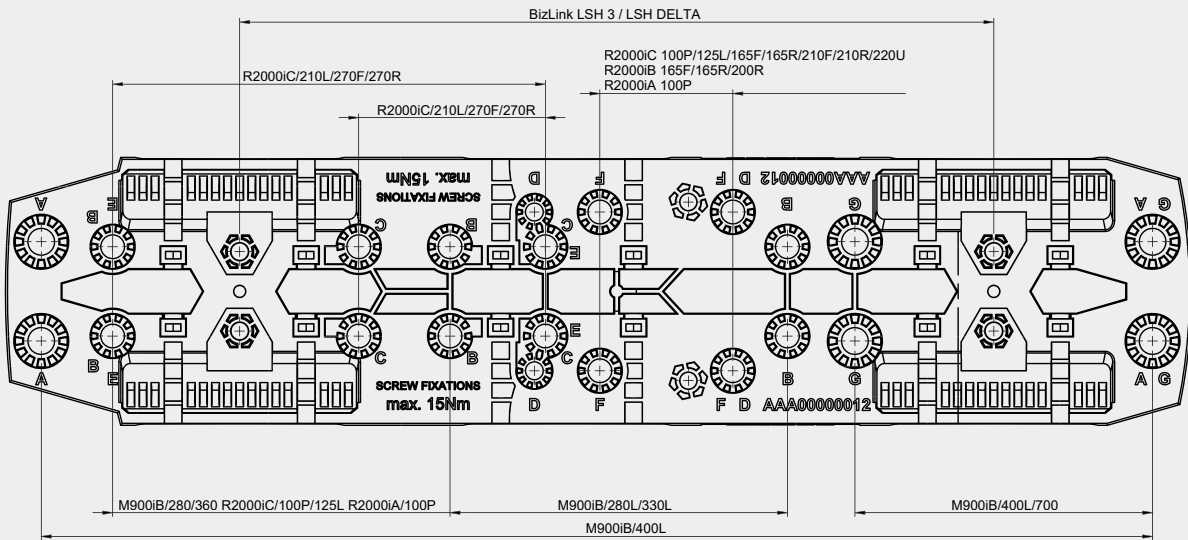 BizLink LSH 3 / LSH DELTA
R2000iC 100P/125L/165F/165R/210F/210R/220U
R2000iB 165F/165R/200R
R2000iA 100P
R2000iC/210L/270F/270R
R2000iC/210L/270F/270R
max. 15Nm
SCREW FIXATIONS
D F F D AAA00000012
A E B C B C E B G A G
B E C B E C B G A G
A
SCREW FIXATIONS
max. 15Nm
D F F D AAA00000012
M900iB/280/360 R2000iC/100P/125L R2000iA/100P
M900iB/280L/330L
M900iB/400L/700
M900iB/400L